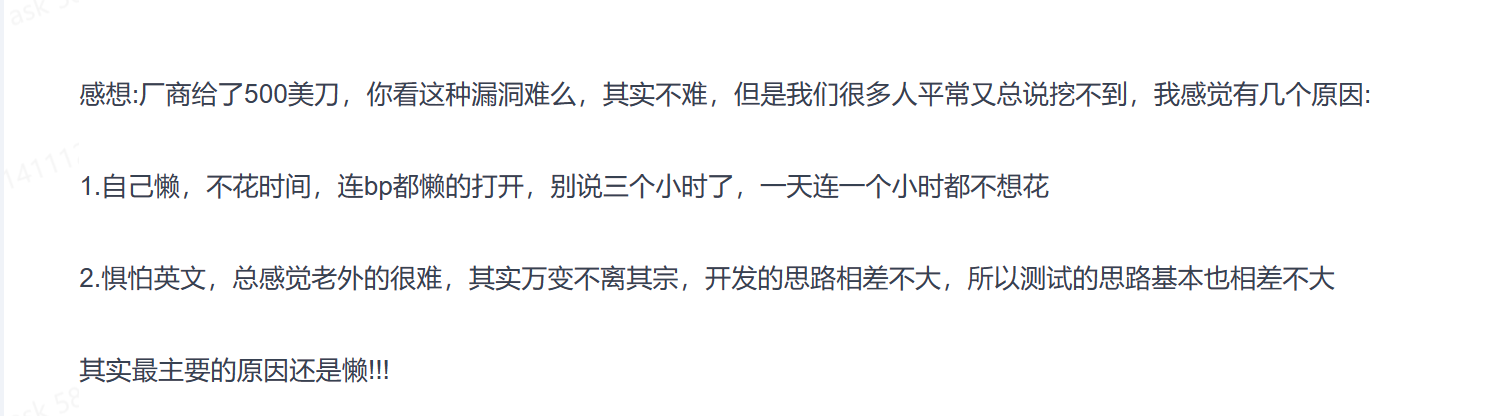 感想:厂商给了500美刀，你看这种漏洞难么，其实不难，但是我们很多人平常又总说挖不到，我感觉有几个原因:
1.自己懒，不花时间，连bp都懒的打开，别说三个小时了，一天连一个小时都不想花
2.惧怕英文，总感觉老外的很难，其实万变不离其宗，开发的思路相差不大，所以测试的思路基本也相差不大
其实最主要的原因还是懒!!!